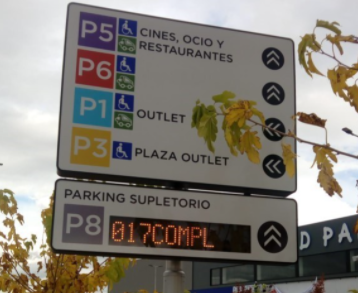 P5 CINES, OCIO Y
RESTAURANTES
P6
P1 OUTLET
P3 PLAZA OUTLET
PARKING SUPLETORIO
P8 017COMPL
D PA